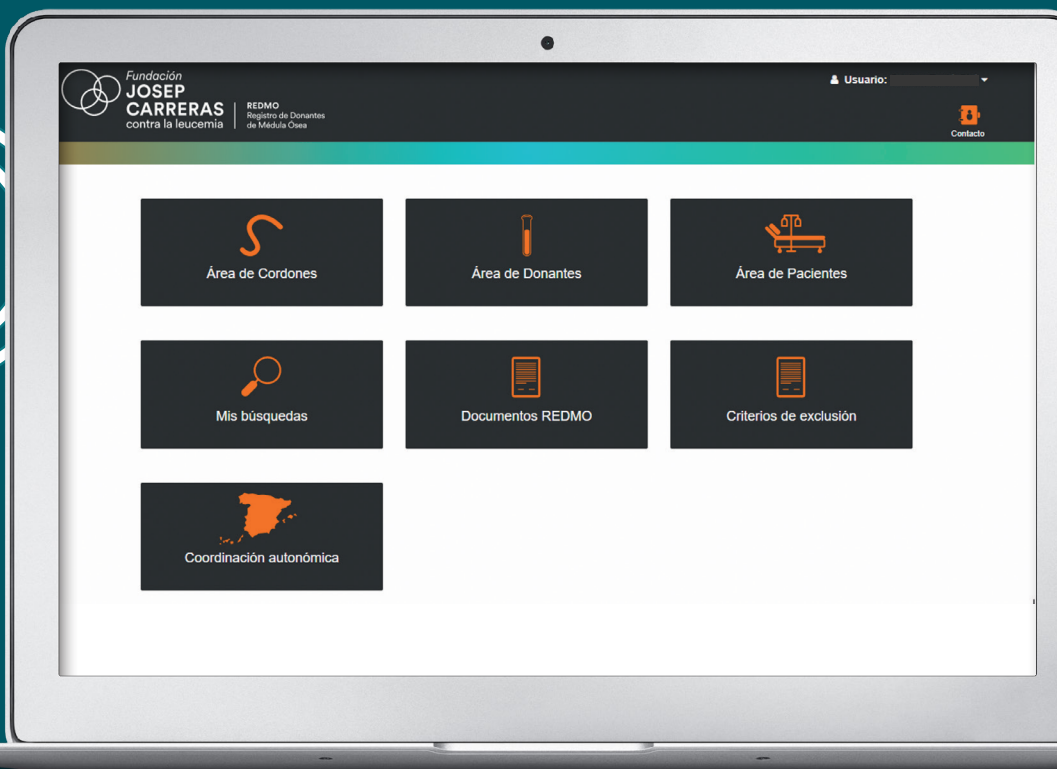 Fundación
JOSEP
CARRERAS
contra la leucemia
REDMO
Registro de Donantes
de Médula Ósea
Usuario:
Contacto
Área de Cordones
Área de Donantes
Área de Pacientes
Mis búsquedas
Documentos REDMO
Criterios de exclusión
Coordinación autonómica